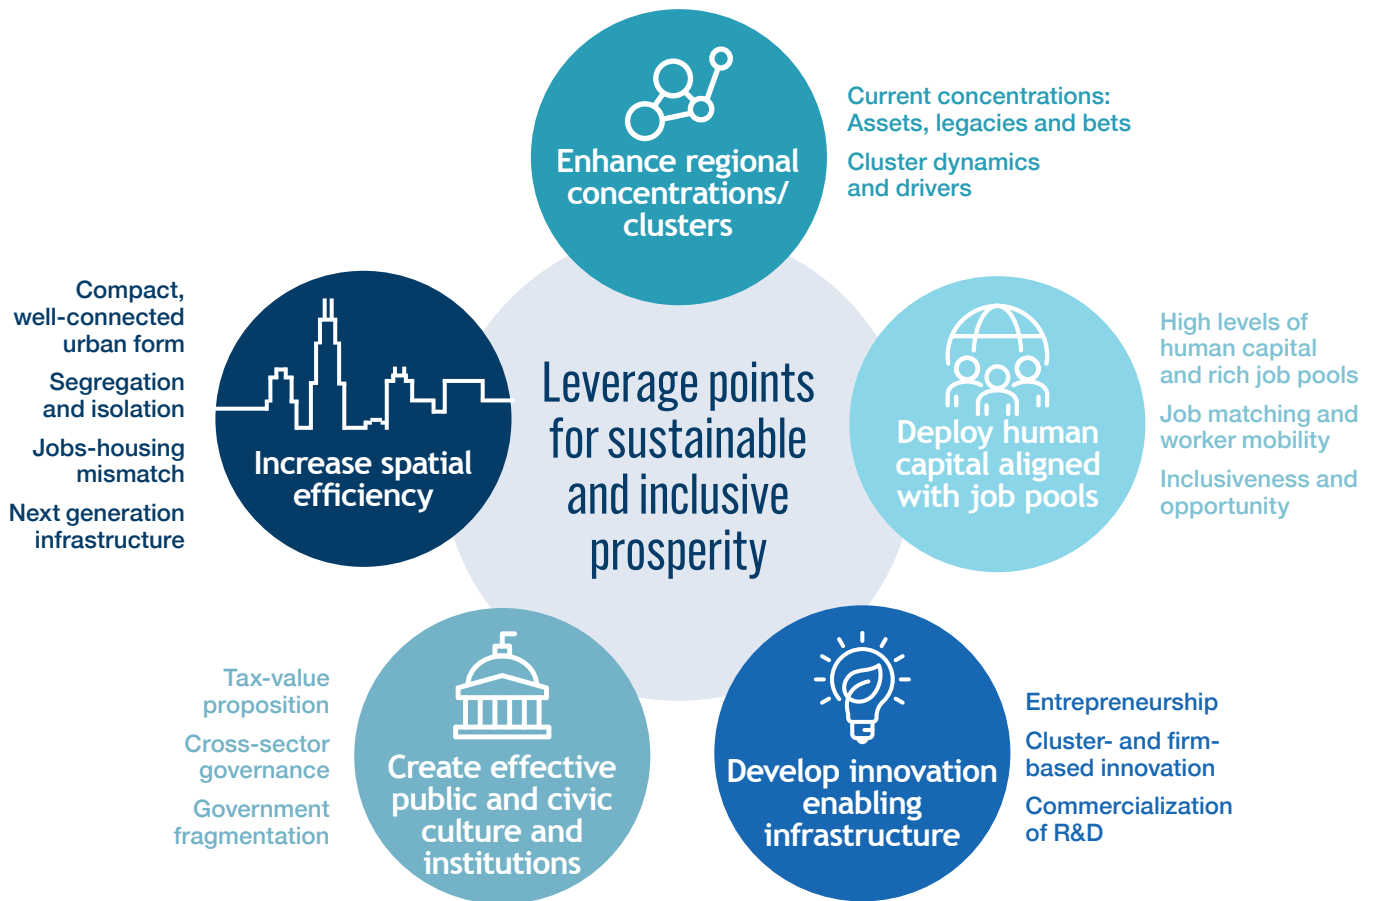 Enhance regional
concentrations/
clusters
Current concentrations:
Assets, legacies and bets
Cluster dynamics
and drivers
Leverage points
for sustainable
and inclusive
prosperity
Deploy human
capital aligned
with job pools
High levels of
human capital
and rich job pools
Job matching and
worker mobility
Inclusiveness and
opportunity
Develop innovation
enabling
infrastructure
Entrepreneurship
Cluster- and firm-
based innovation
Commercialization
of R&D
Create effective
public and civic
culture and
institutions
Tax-value
proposition
Cross-sector
governance
Government
fragmentation
Increase spatial
efficiency
Compact,
well-connected
urban form
Segregation
and isolation
Jobs-housing
mismatch
Next generation
infrastructure